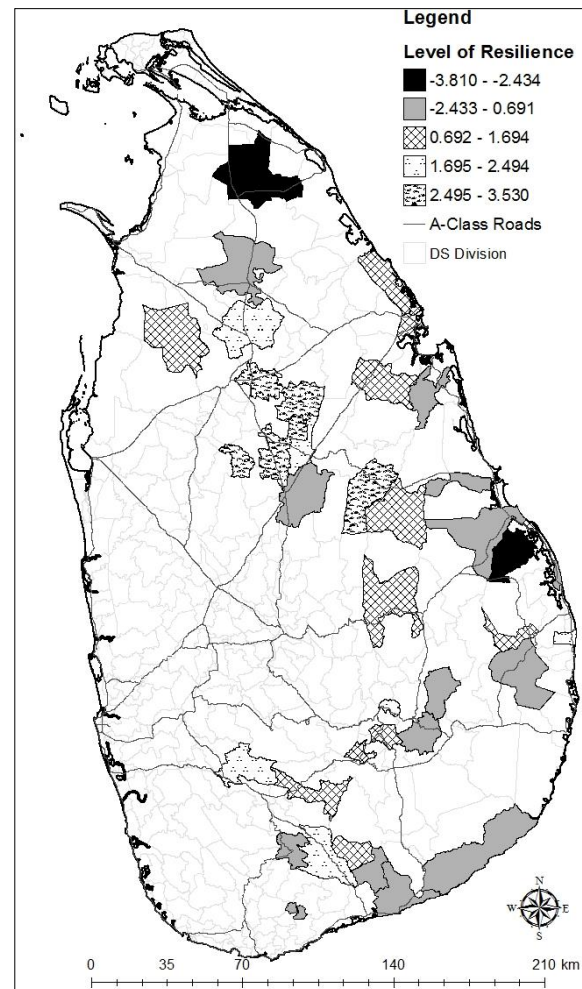 Legend
Level of Resilience
-3.810 - -2.434
-2.433 - 0.691
0.692 - 1.694
1.695 - 2.494
2.495 - 3.530
A-Class Roads
DS Division
N
W E
S
0 35 70 140 210 km